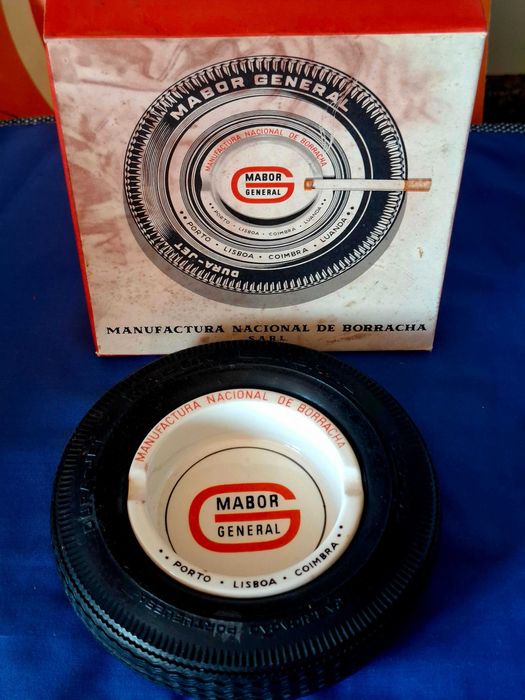 MABOR GENERAL
MANUFACTURA NACIONAL DE BORRACHA
MABOR
GENERAL
PORTO · LISBOA · COIMBRA · LUANDA
PORTO · LISBOA · COIMBRA · LUANDA
DURA-JET
MANUFACTURA NACIONAL DE BORRACHA
SARL
MANUFACTURA NACIONAL DE BORRACHA
MABOR
GENERAL
•• PORTO • LISBOA • COIMBRA ••